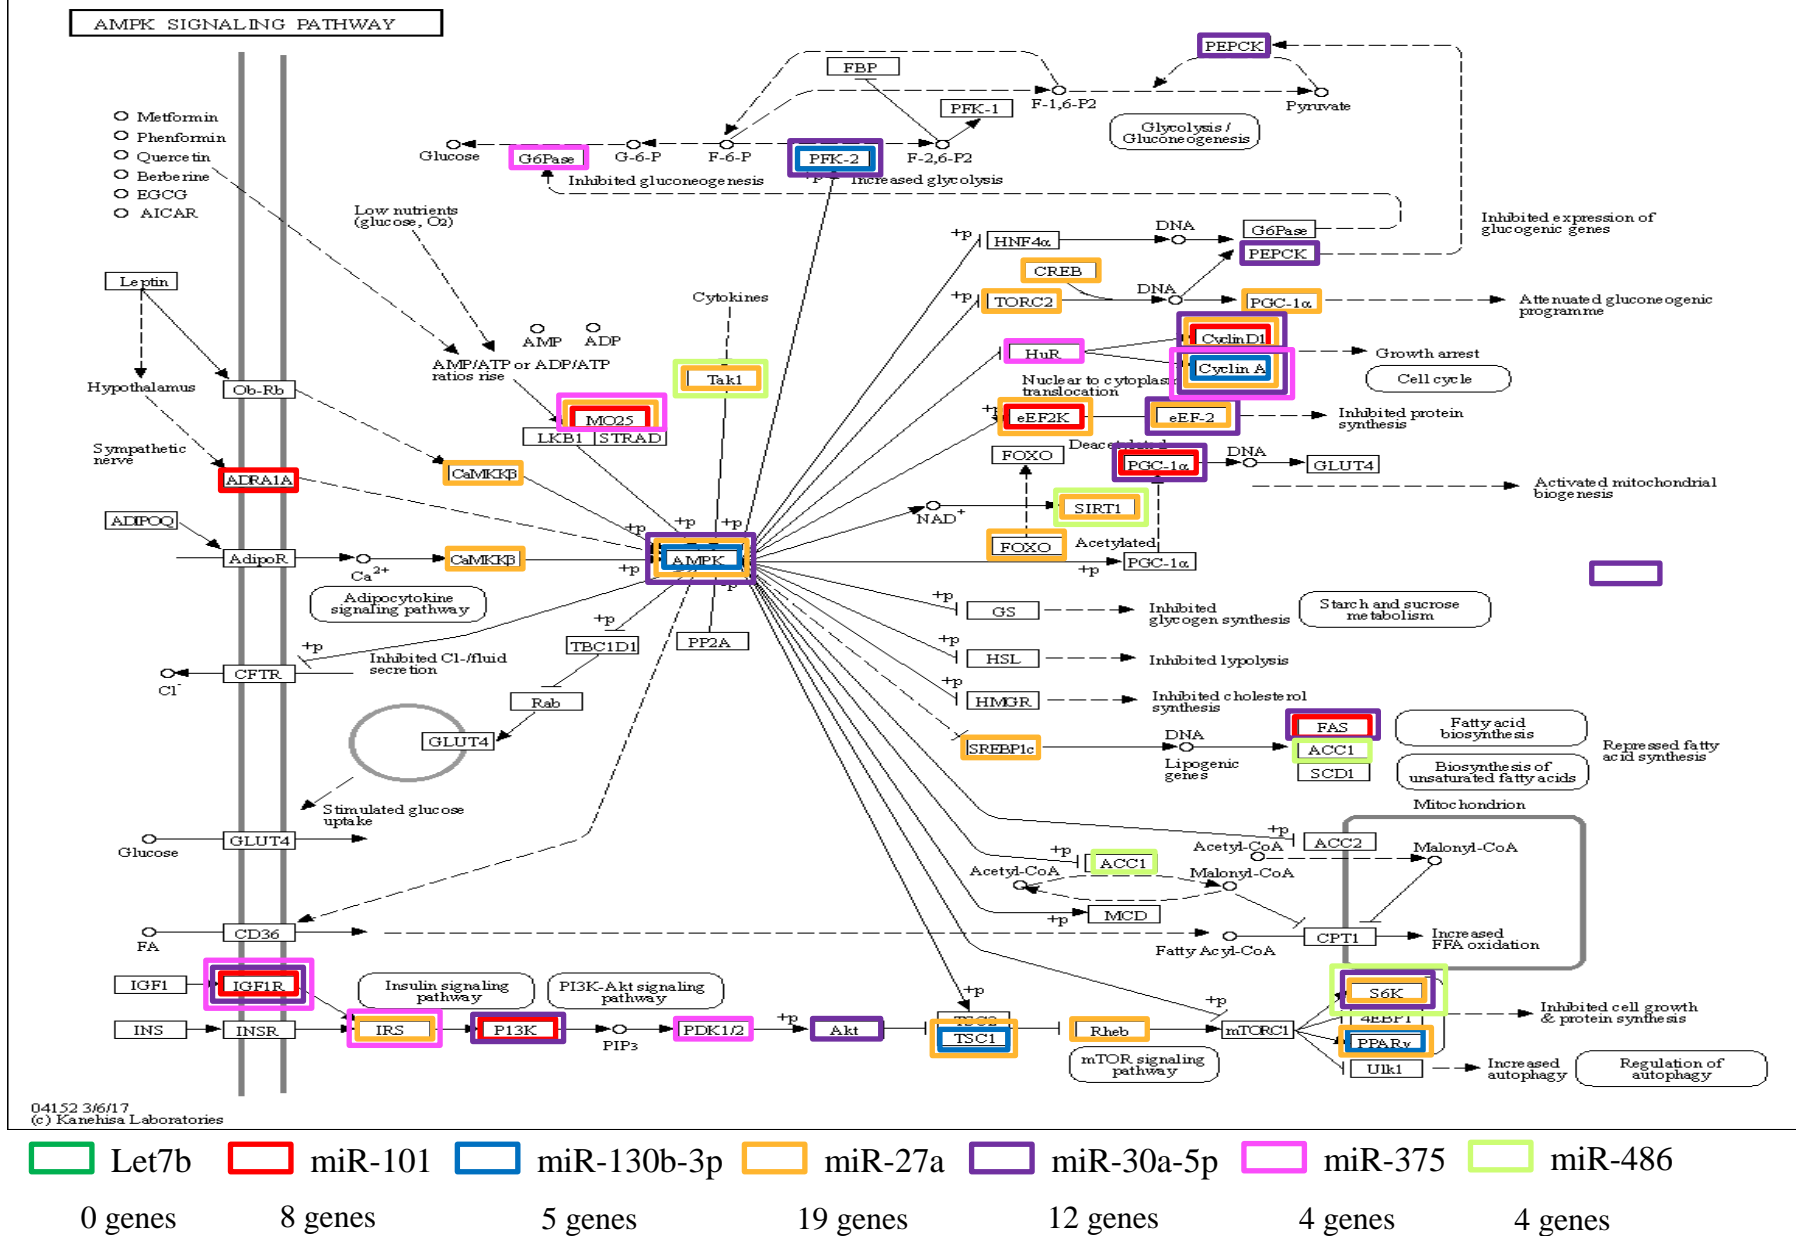 AMPK SIGNALING PATHWAY
Metformin
Phenformin
Quercetin
Berberine
EGCG
AICAR
Low nutrients
(glucose, O2)
Leptin
Hypothalamus
Sympathetic
nerve
Ob-Rb
ADRA1A
ADIPOQ
AdipoR
Ca2+
CaMKKβ
CaMKKβ
Adipocytokine
signaling pathway
AMP
ADP
AMP/ATP or ADP/ATP
ratios rise
MO25
LKB1
STRAD
Cytokines
Tak1
+p
+p
+p
+p
AMPK
+p
PP2A
+p
TBC1D1
Rab
GLUT4
+p
Inhibited Cl-/fluid
secretion
CFTR
Cl-
Stimulated glucose
uptake
Glucose
GLUT4
FA
CD36
IGF1
IGF1R
INS
INSR
IRS
Insulin signaling
pathway
PI3K-Akt signaling
pathway
P13K
PIP3
PDK1/2
+p
Akt
+p
TSC2
TSC1
Rheb
mTOR signaling
pathway
+p
mTORC1
S6K
4EBP1
PPARγ
Ulk1
Inhibited cell growth
& protein synthesis
Increased
autophagy
Regulation of
autophagy
FBP
PFK-1
F-1,6-P2
PEPCK
Pyruvate
Glycolysis /
Gluconeogenesis
Glucose
G6Pase
G-6-P
F-6-P
PFK-2
F-2,6-P2
Inhibited gluconeogenesis
+p
Increased glycolysis
+p
HNF4α
DNA
G6Pase
PEPCK
Inhibited expression of
glucogenic genes
CREB
+p
TORC2
DNA
PGC-1α
Attenuated gluconeogenic
programme
HuR
CyclinD1
Cyclin A
Growth arrest
Cell cycle
Nuclear to cytoplasm
translocation
+p
eEF2K
eEF-2
Inhibited protein
synthesis
Deacetylated
FOXO
PGC-1α
DNA
GLUT4
Activated mitochondrial
biogenesis
NAD+
SIRT1
FOXO
Acetylated
+p
PGC-1α
+p
GS
Inhibited
glycogen synthesis
Starch and sucrose
metabolism
+p
HSL
Inhibited lypolysis
+p
HMGR
Inhibited cholesterol
synthesis
SREBP1c
DNA
Lipogenic
genes
FAS
ACC1
SCD1
Fatty acid
biosynthesis
Biosynthesis of
unsaturated fatty acids
Repressed fatty
acid synthesis
Mitochondrion
+p
ACC2
Acetyl-CoA
Malonyl-CoA
+p
ACC1
Acetyl-CoA
Malonyl-CoA
+p
MCD
Fatty Acyl-CoA
CPT1
Increased
FFA oxidation
04152 3/6/17
(c) Kanehisa Laboratories
Let7b miR-101 miR-130b-3p miR-27a miR-30a-5p miR-375 miR-486
0 genes 8 genes 5 genes 19 genes 12 genes 4 genes 4 genes